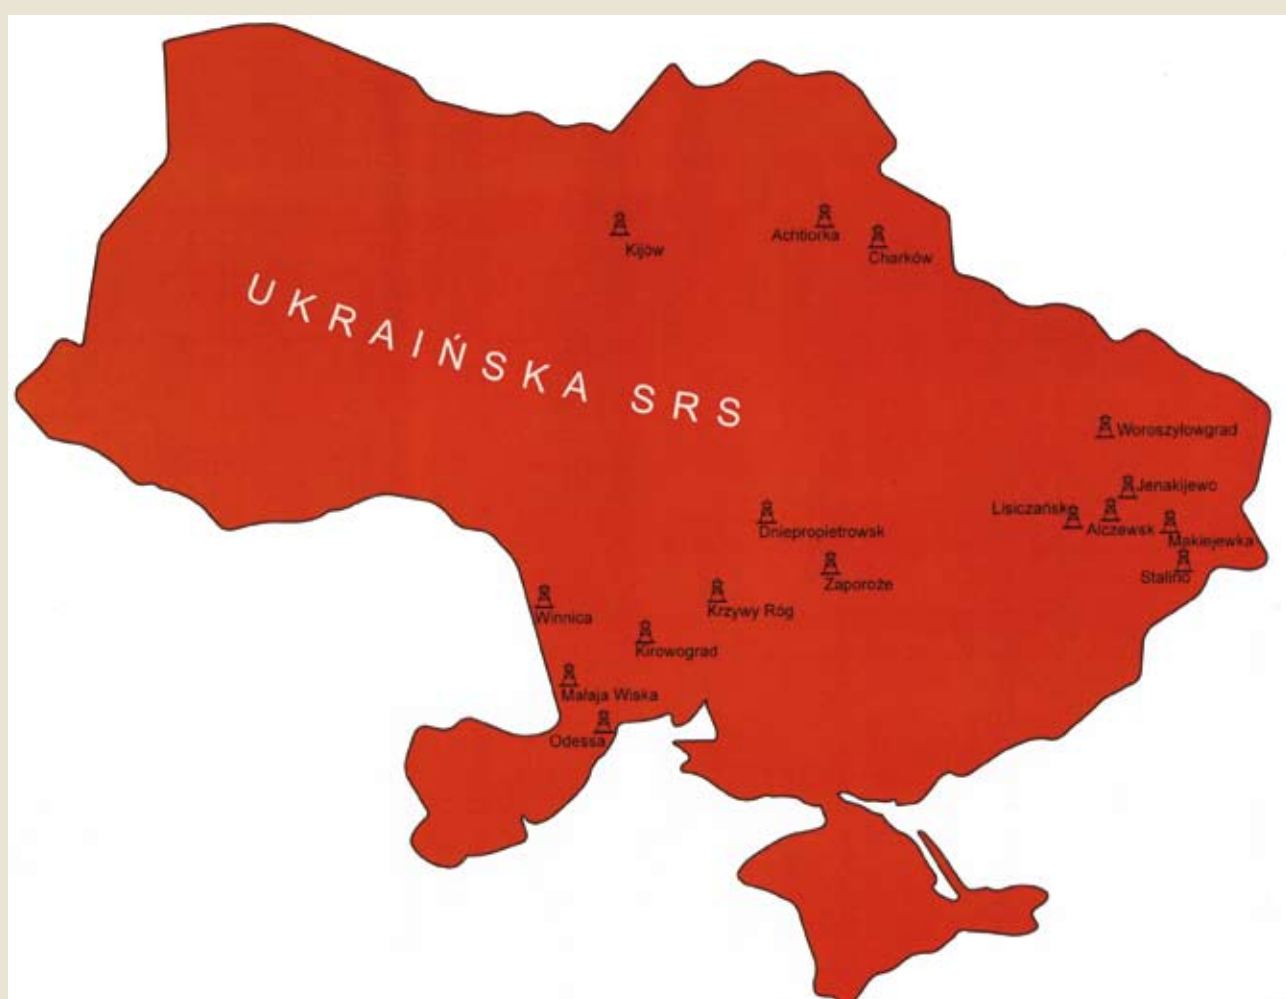 Kijów
Achtiorka
Charków
UKRAIŃSKA SRS
Woroszyłowgrad
Jenakijewo
Lisiczańsk
Alczewsk
Makiejewka
Stalino
Dniepropietrowsk
Zaporoże
Krzywy Róg
Winnica
Kirowograd
Małaja Wiska
Odessa